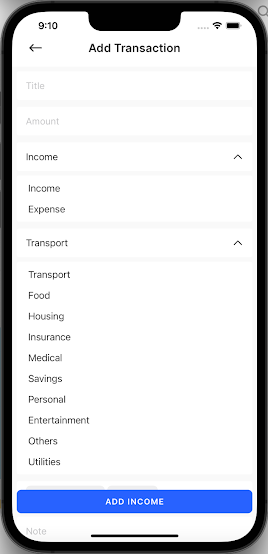 9:10
Add Transaction
Title
Amount
Income
Income
Expense
Transport
Transport
Food
Housing
Insurance
Medical
Savings
Personal
Entertainment
Others
Utilities
ADD INCOME
Note